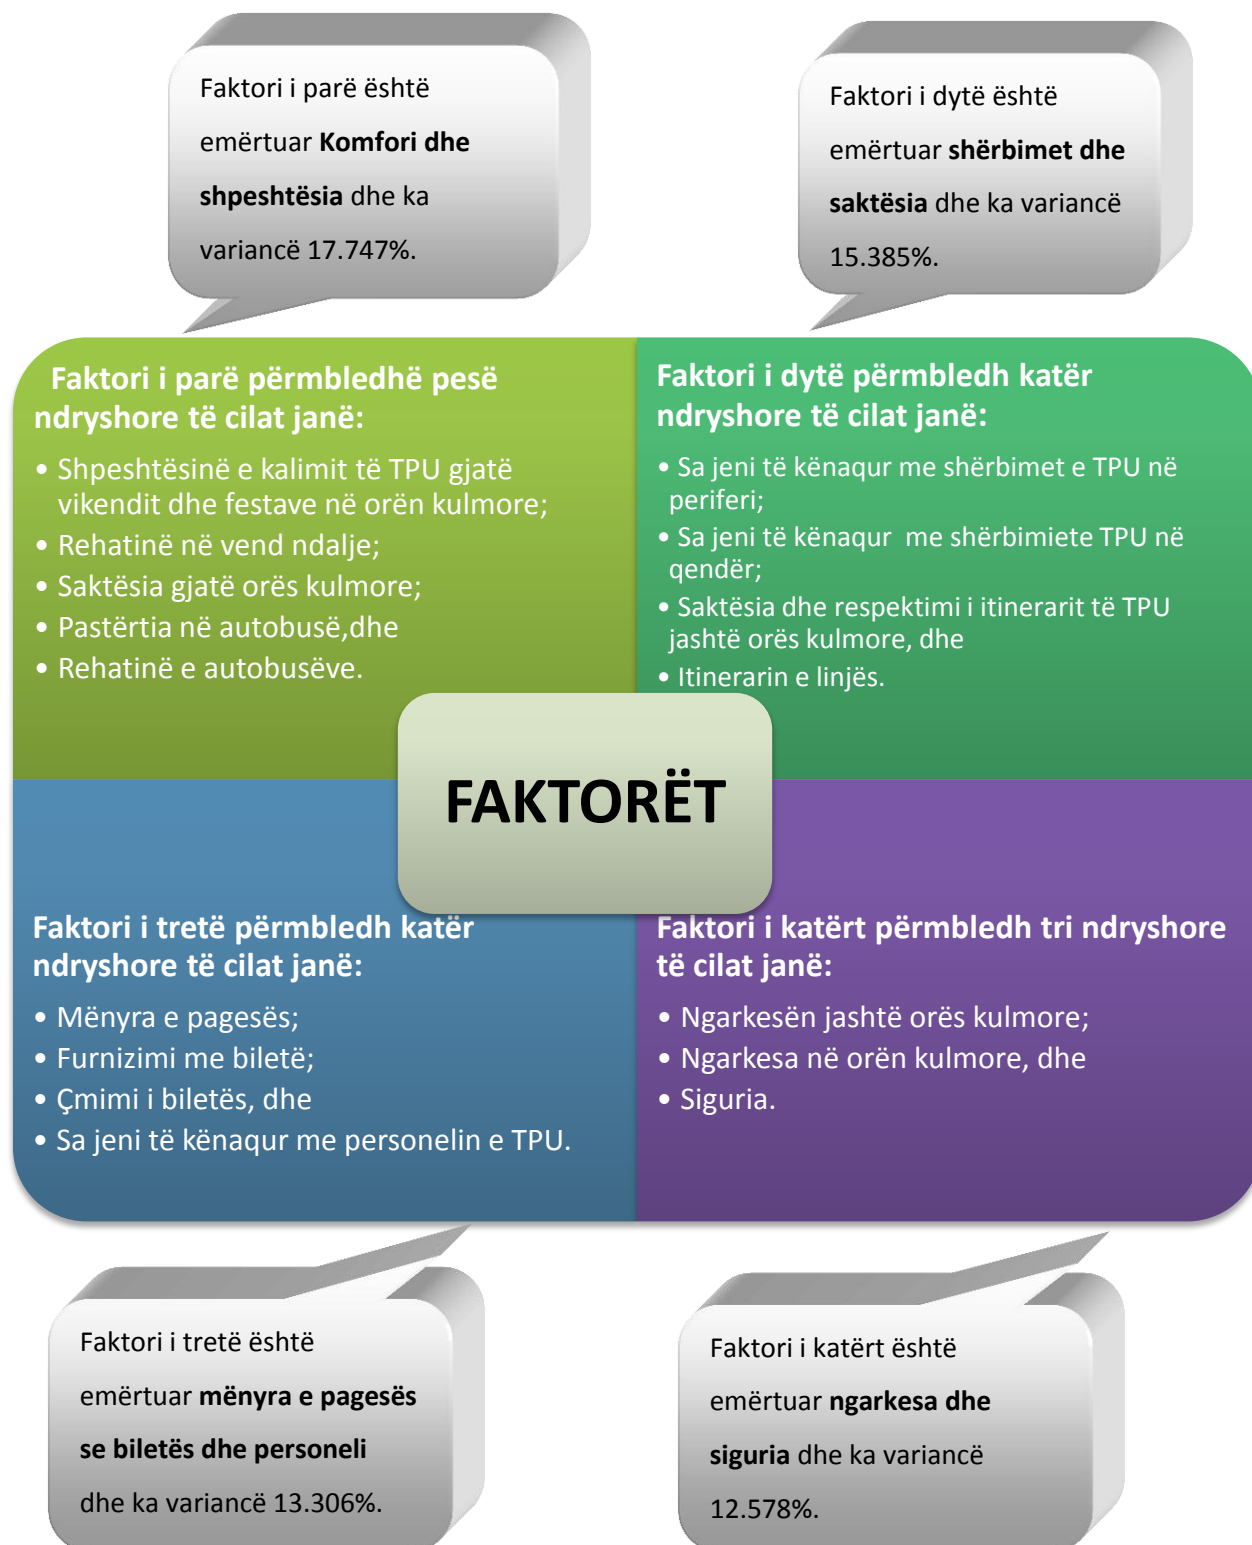 Faktori i parë është
emërtuar Komfori dhe
shpeshtësia dhe ka
variancë 17.747%.
Faktori i dytë është
emërtuar shërbimet dhe
saktësia dhe ka variancë
15.385%.
Faktori i parë përmbledhë pesë
ndryshore të cilat janë:
• Shpeshtësinë e kalimit të TPU gjatë
vikendit dhe festave në orën kulmore;
• Rehatinë në vend ndalje;
• Saktësia gjatë orës kulmore;
• Pastërtia në autobusë,dhe
• Rehatinë e autobusëve.
Faktori i dytë përmbledh katër
ndryshore të cilat janë:
• Sa jeni të kënaqur me shërbimet e TPU në
periferi;
• Sa jeni të kënaqur me shërbimiete TPU në
qendër;
• Saktësia dhe respektimi i itinerarit të TPU
jashtë orës kulmore, dhe
• Itinerarin e linjës.
FAKTORËT
Faktori i tretë përmbledh katër
ndryshore të cilat janë:
• Mënyra e pagesës;
• Furnizimi me biletë;
• Çmimi i biletës, dhe
• Sa jeni të kënaqur me personelin e TPU.
Faktori i katërt përmbledh tri ndryshore
të cilat janë:
• Ngarkesën jashtë orës kulmore;
• Ngarkesa në orën kulmore, dhe
• Siguria.
Faktori i tretë është
emërtuar mënyra e pagesës
se biletës dhe personeli
dhe ka variancë 13.306%.
Faktori i katërt është
emërtuar ngarkesa dhe
siguria dhe ka variancë
12.578%.